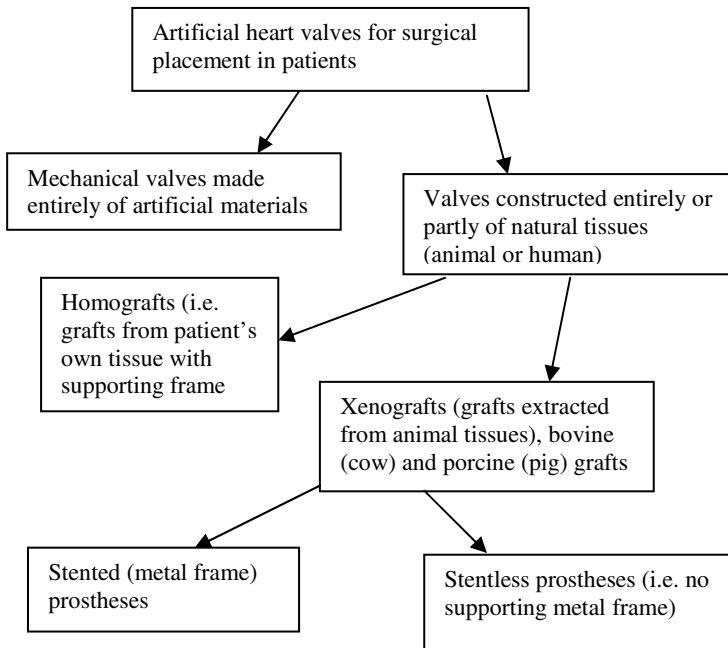 Artificial heart valves for surgical
placement in patients
Mechanical valves made
entirely of artificial materials
Valves constructed entirely or
partly of natural tissues
(animal or human)
Homografts (i.e.
grafts from patient’s
own tissue with
supporting frame
Xenografts (grafts extracted
from animal tissues), bovine
(cow) and porcine (pig) grafts
Stented (metal frame)
prostheses
Stentless prostheses (i.e. no
supporting metal frame)